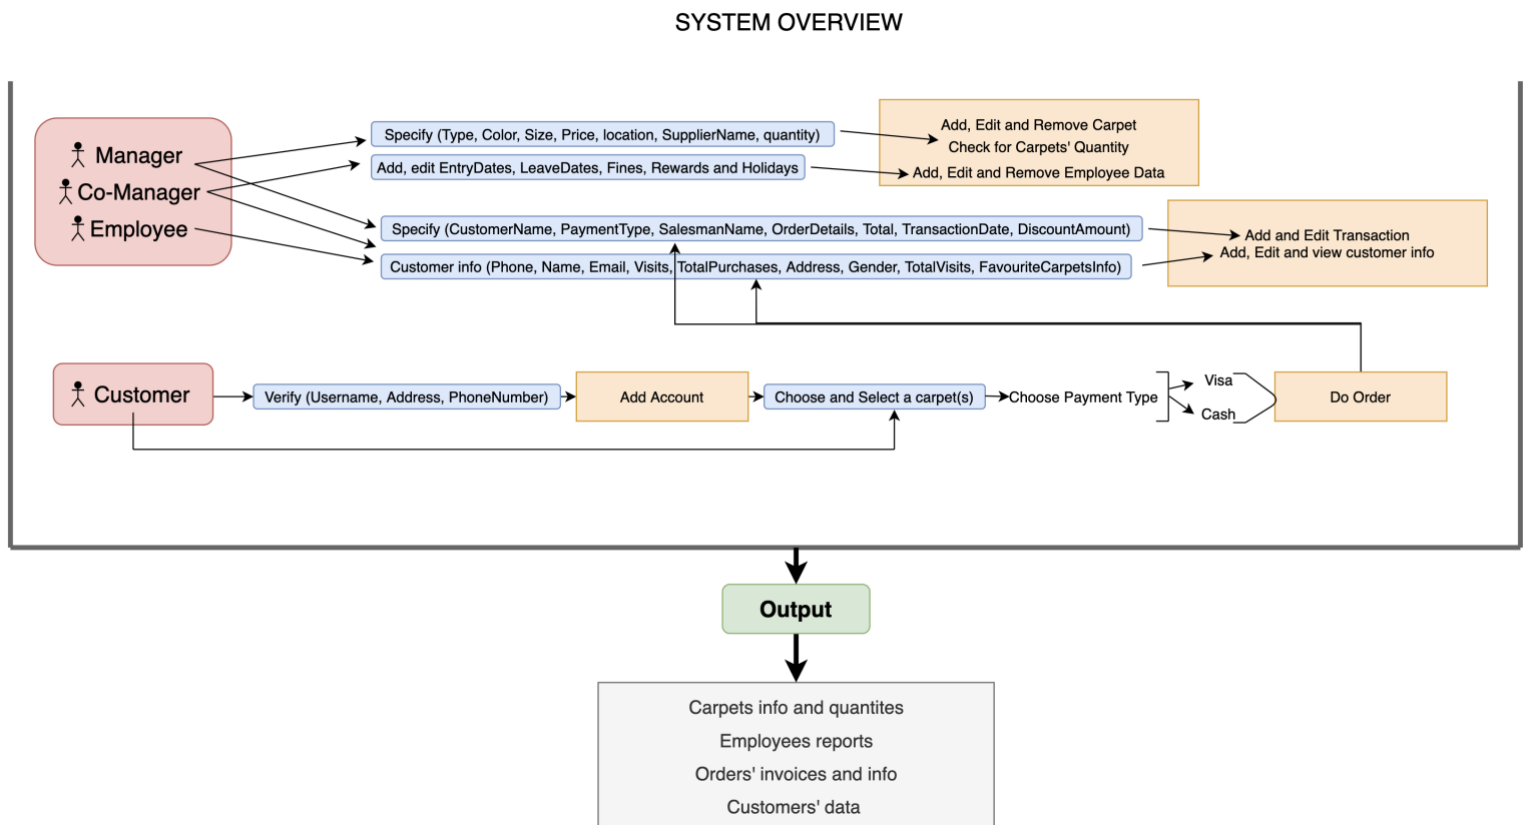 SYSTEM OVERVIEW
Manager
Co-Manager
Employee
Specify (Type, Color, Size, Price, location, SupplierName, quantity)
Add, edit EntryDates, LeaveDates, Fines, Rewards and Holidays
Add, Edit and Remove Carpet
Check for Carpets' Quantity
Add, Edit and Remove Employee Data
Specify (CustomerName, PaymentType, SalesmanName, OrderDetails, Total, TransactionDate, DiscountAmount)
Customer info (Phone, Name, Email, Visits, TotalPurchases, Address, Gender, TotalVisits, FavouriteCarpetsInfo)
Add and Edit Transaction
Add, Edit and view customer info
Customer
Verify (Username, Address, PhoneNumber)
Add Account
Choose and Select a carpet(s)
Choose Payment Type
Visa
Cash
Do Order
Output
Carpets info and quantites
Employees reports
Orders' invoices and info
Customers' data